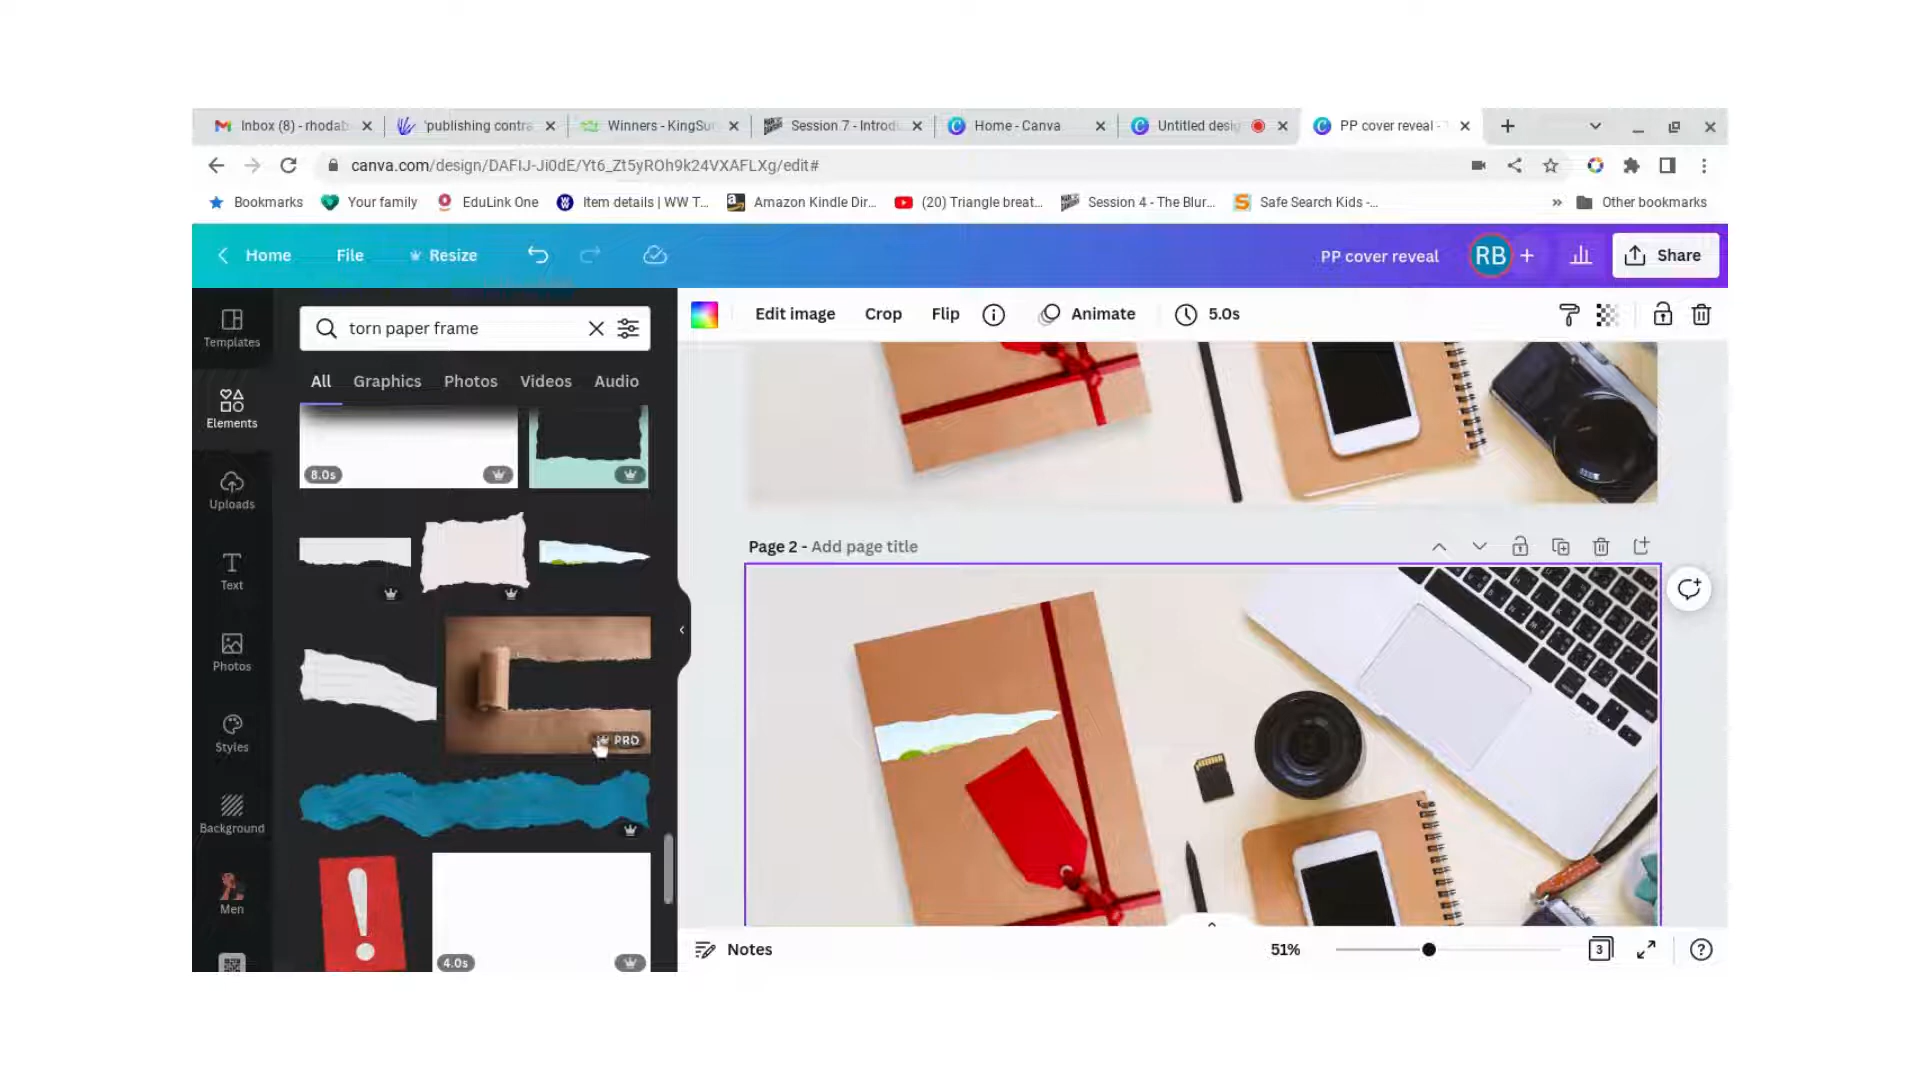 Inbox (8) - rhodab
'publishing contra
Winners - KingSu
Session 7 - Introdu
Home - Canva
Untitled desig
PP cover reveal -
canva.com/design/DAFIJ-Ji0dE/Yt6_Zt5yROh9k24VXAFLXg/edit#
Bookmarks
Your family
EduLink One
Item details | WW T...
Amazon Kindle Dir...
(20) Triangle breat...
Session 4 - The Blur...
Safe Search Kids -...
»
Other bookmarks
Home
File
Resize
PP cover reveal
RB
+
Share
Templates
Elements
Uploads
Text
Photos
Styles
Background
Men
torn paper frame
All
Graphics
Photos
Videos
Audio
8.0s
PRO
4.0s
Edit image
Crop
Flip
Animate
5.0s
Page 2 - Add page title
Notes
51%
3